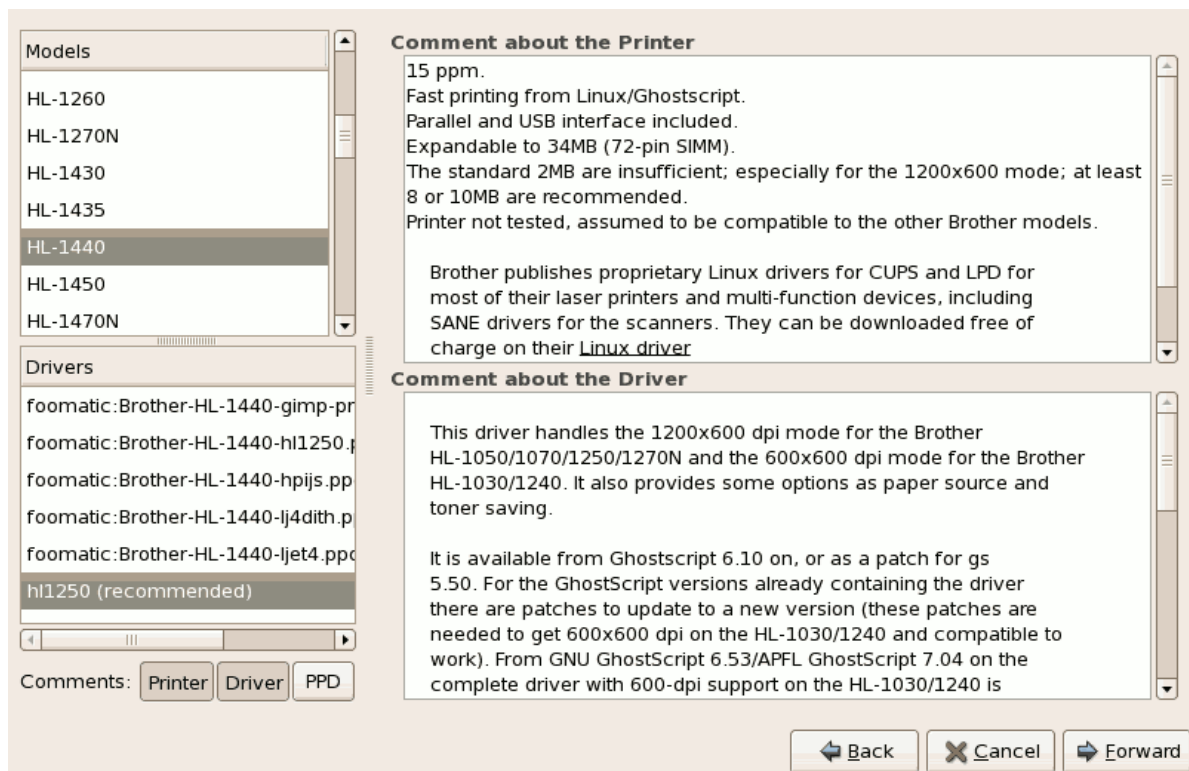 Models
HL-1260
HL-1270N
HL-1430
HL-1435
HL-1440
HL-1450
HL-1470N
Drivers
foomatic:Brother-HL-1440-gimp-pr
foomatic:Brother-HL-1440-hl1250.p
foomatic:Brother-HL-1440-hpijs.pp
foomatic:Brother-HL-1440-lj4dith.p
foomatic:Brother-HL-1440-ljet4.ppd
hl1250 (recommended)
Comments: Printer Driver PPD
Comment about the Printer
15 ppm.
Fast printing from Linux/Ghostscript.
Parallel and USB interface included.
Expandable to 34MB (72-pin SIMM).
The standard 2MB are insufficient; especially for the 1200x600 mode; at least
8 or 10MB are recommended.
Printer not tested, assumed to be compatible to the other Brother models.
Brother publishes proprietary Linux drivers for CUPS and LPD for
most of their laser printers and multi-function devices, including
SANE drivers for the scanners. They can be downloaded free of
charge on their Linux driver
Comment about the Driver
This driver handles the 1200x600 dpi mode for the Brother
HL-1050/1070/1250/1270N and the 600x600 dpi mode for the Brother
HL-1030/1240. It also provides some options as paper source and
toner saving.
It is available from Ghostscript 6.10 on, or as a patch for gs
5.50. For the GhostScript versions already containing the driver
there are patches to update to a new version (these patches are
needed to get 600x600 dpi on the HL-1030/1240 and compatible to
work). From GNU GhostScript 6.53/APFL GhostScript 7.04 on the
complete driver with 600-dpi support on the HL-1030/1240 is
Back Cancel Forward